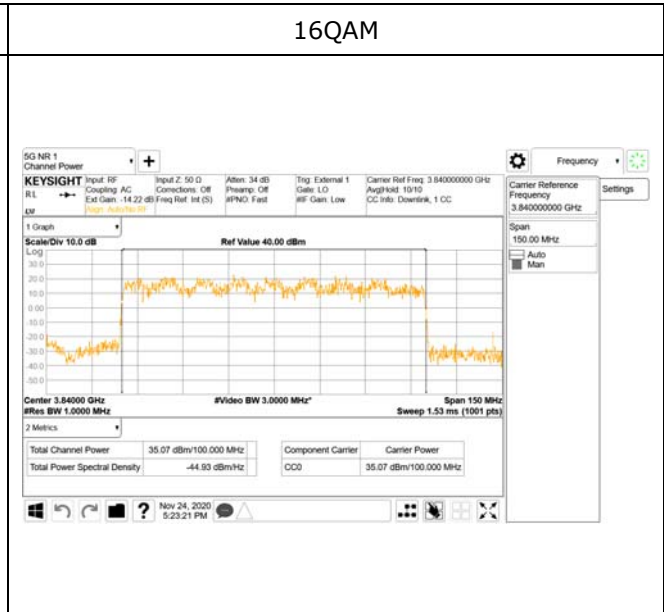 16QAM
5G NR 1
Channel Power
Frequency
Settings
KEYSIGHT
RL
Input: RF
Coupling: AC
Ext Gain: -14.22 dB
Align: Auto/No RF
Input Z: 50 Ω
Corrections: Off
Freq Ref: Int (S)
Atten: 34 dB
Preamp: Off
#PNO: Fast
Trig: External 1
Gate: LO
#IF Gain: Low
Carrier Ref Freq: 3.840000000 GHz
Avg|Hold: 10/10
CC Info: Downlink, 1 CC
Carrier Reference
Frequency
3.840000000 GHz
Span
150.00 MHz
Auto
Man
1 Graph
Scale/Div 10.0 dB
Ref Value 40.00 dBm
Log
30.0
20.0
10.0
0.00
-10.0
-20.0
-30.0
-40.0
-50.0
Center 3.84000 GHz
#Video BW 3.0000 MHz*
Span 150 MHz
#Res BW 1.0000 MHz
Sweep 1.53 ms (1001 pts)
2 Metrics
Total Channel Power 35.07 dBm/100.000 MHz
Total Power Spectral Density -44.93 dBm/Hz
Component Carrier Carrier Power
CC0 35.07 dBm/100.000 MHz
?
Nov 24, 2020
5:23:21 PM